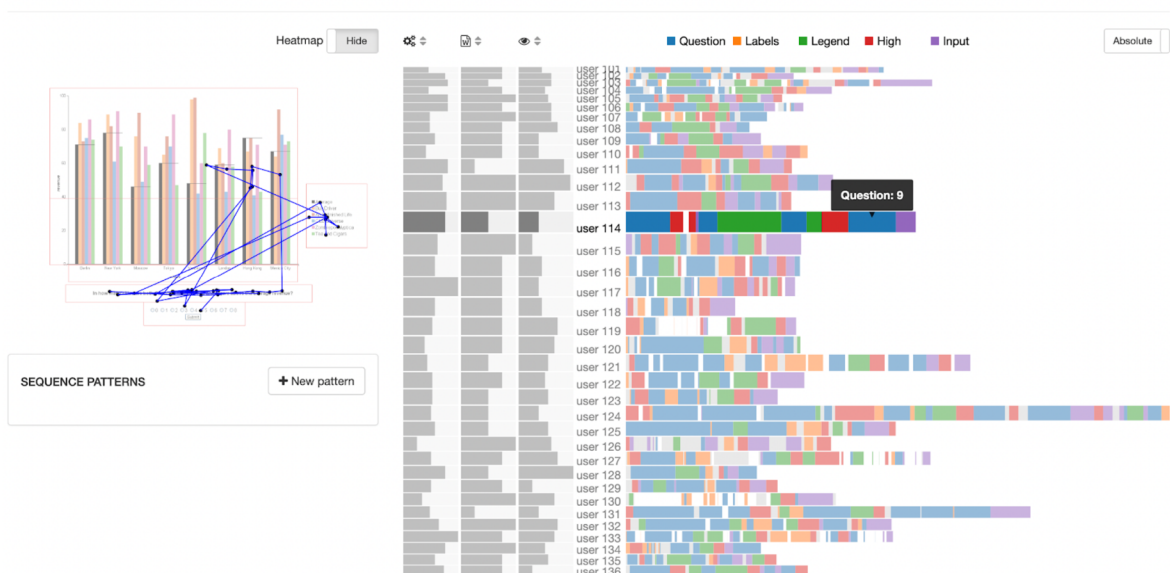 Heatmap Hide
Question Labels Legend High Input
Absolute
user 101
user 102
user 103
user 104
user 105
user 106
user 107
user 108
user 109
user 110
user 111
user 112
Question: 9
user 113
user 114
user 115
user 116
user 117
user 118
user 119
user 120
user 121
user 122
user 123
user 124
user 125
user 126
user 127
user 128
user 129
user 130
user 131
user 132
user 133
user 134
user 135
user 136
SEQUENCE PATTERNS
+ New pattern